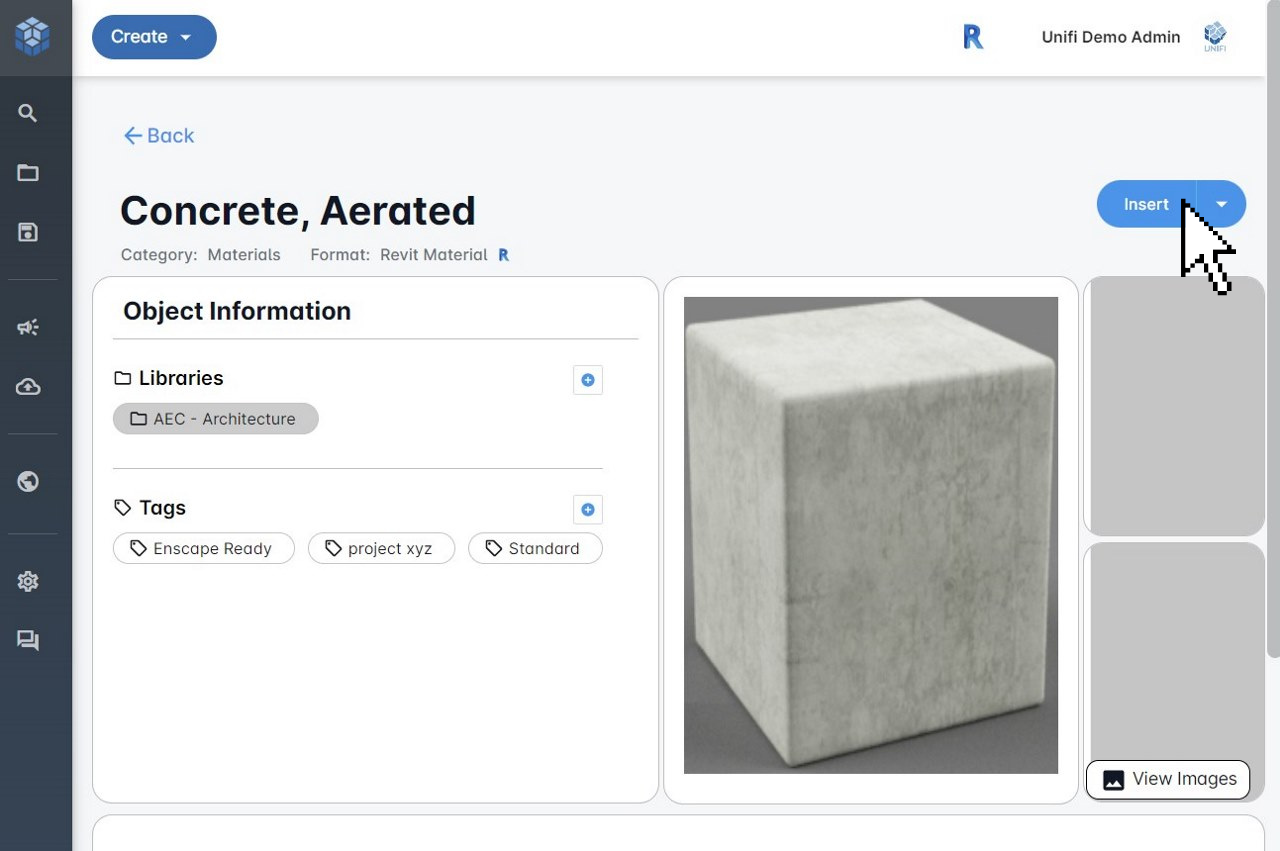 Create
R
Unifi Demo Admin
UNIFI
Back
Concrete, Aerated
Insert
Category: Materials Format: Revit Material R
Object Information
Libraries
AEC - Architecture
Tags
Enscape Ready project xyz Standard
View Images